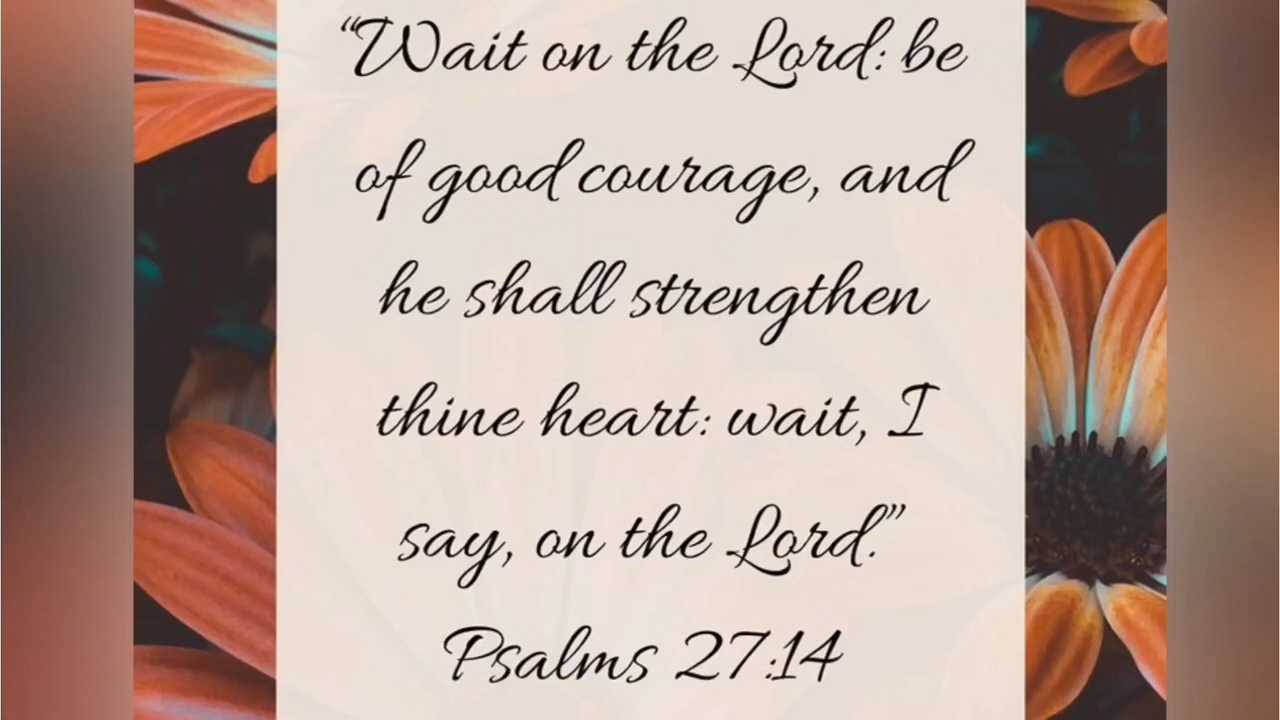 “Wait on the Lord: be
of good courage, and
he shall strengthen
thine heart: wait, I
say, on the Lord.”
Psalms 27:14